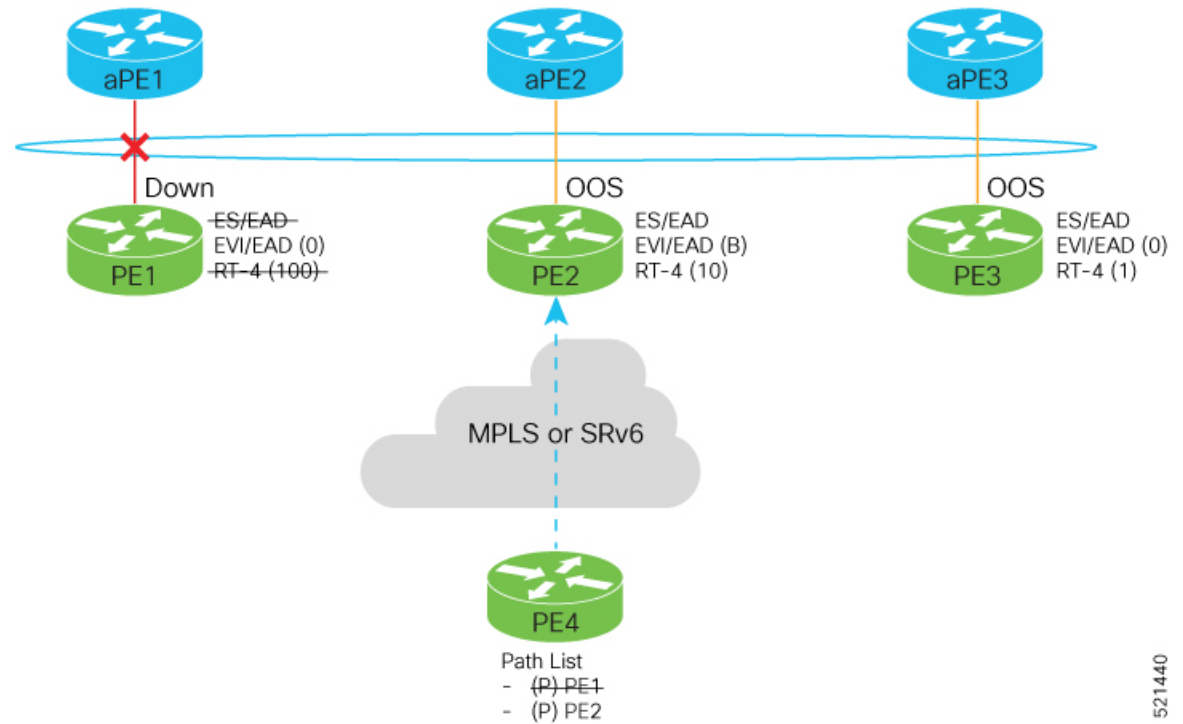 aPE1
aPE2
aPE3
Down
OOS
OOS
PE1
ES/EAD
EVI/EAD (0)
RT-4 (100)
PE2
ES/EAD
EVI/EAD (B)
RT-4 (10)
PE3
ES/EAD
EVI/EAD (0)
RT-4 (1)
MPLS or SRv6
PE4
Path List
- (P) PE1
- (P) PE2
521440